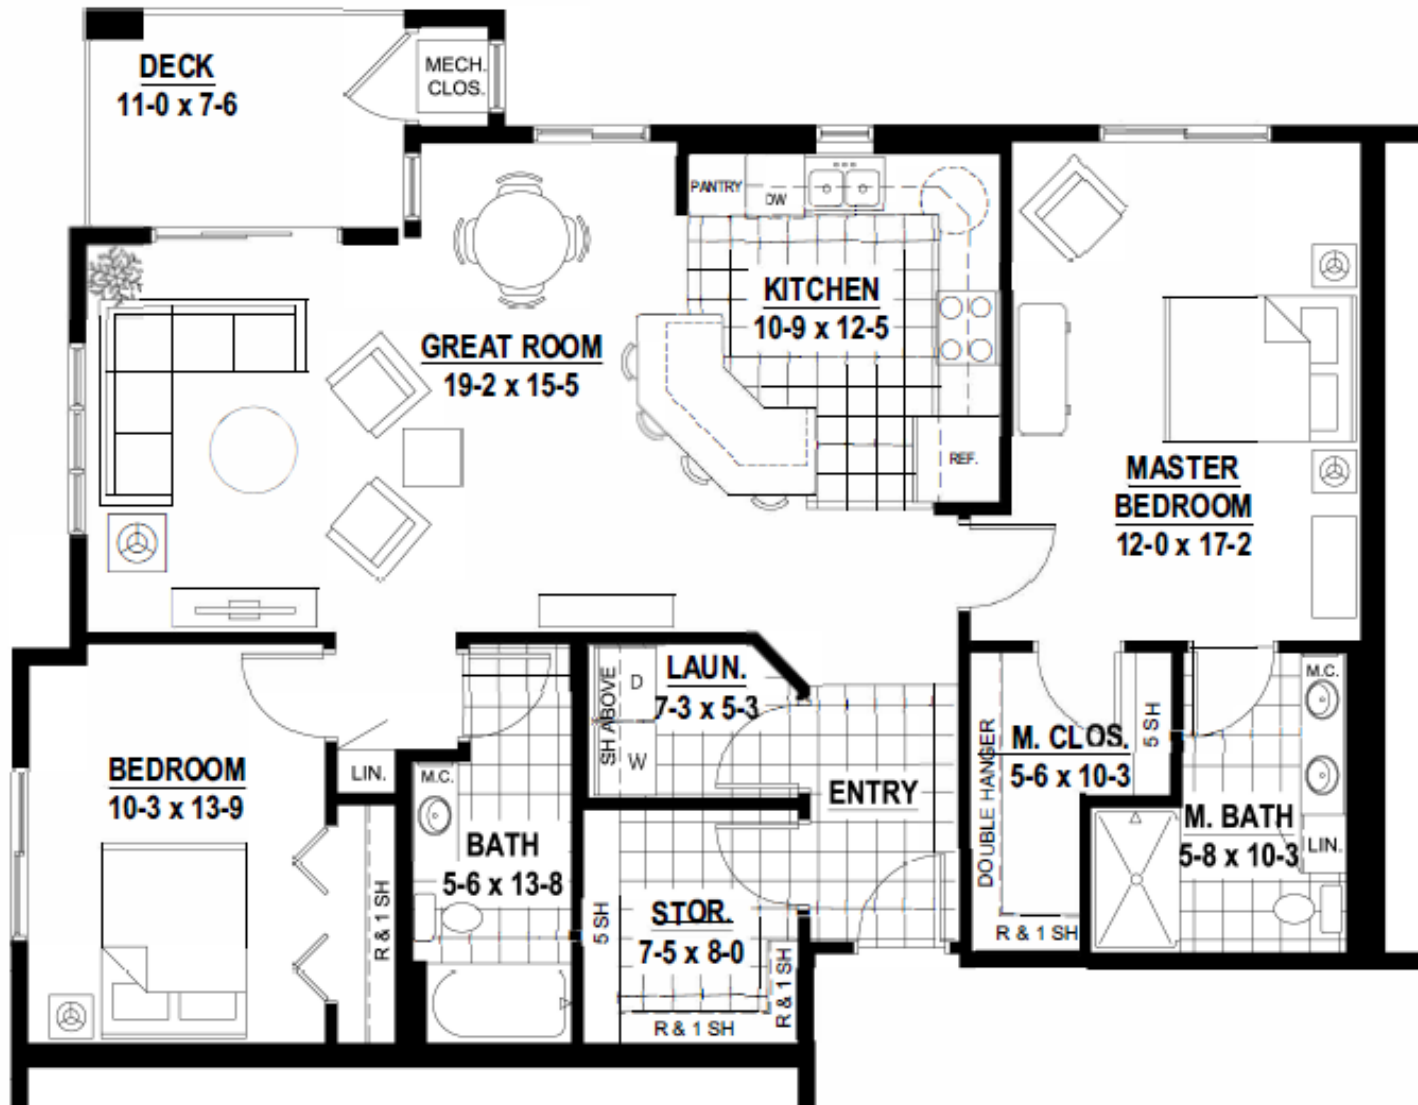 DECK
11-0 x 7-6
MECH.
CLOS.
PANTRY
DW
KITCHEN
10-9 x 12-5
GREAT ROOM
19-2 x 15-5
REF.
MASTER
BEDROOM
12-0 x 17-2
BEDROOM
10-3 x 13-9
LIN.
R & 1 SH
M.C.
BATH
5-6 x 13-8
SH ABOVE
D
W
LAUN.
7-3 x 5-3
ENTRY
5 SH
STOR.
7-5 x 8-0
R & 1 SH
R & 1 SH
DOUBLE HANGER
M. CLOS.
5-6 x 10-3
5 SH
R & 1 SH
M.C.
M. BATH
5-8 x 10-3
LIN.